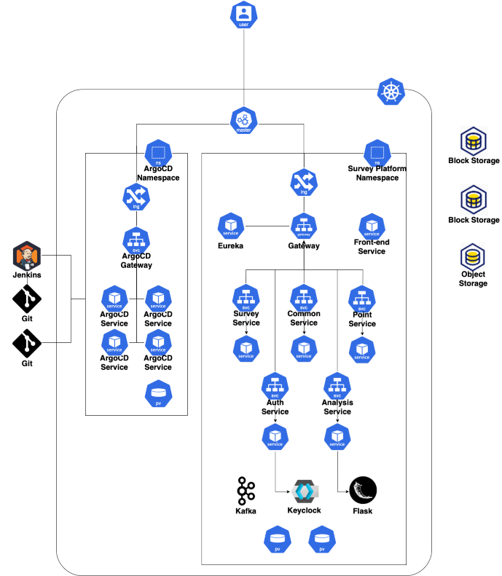 user
master
ns
ArgoCD
Namespace
ns
Survey Platform
Namespace
Block Storage
ing
ing
Block Storage
service
Eureka
Gateway
service
Front-end
Service
svc
ArgoCD
Gateway
Jenkins
Object
Storage
Git
service
ArgoCD
Service
service
ArgoCD
Service
svc
Survey
Service
svc
Common
Service
svc
Point
Service
Git
service
ArgoCD
Service
service
ArgoCD
Service
service
service
service
pv
svc
Auth
Service
svc
Analysis
Service
service
service
Kafka
Keyclock
Flask
pv
pv